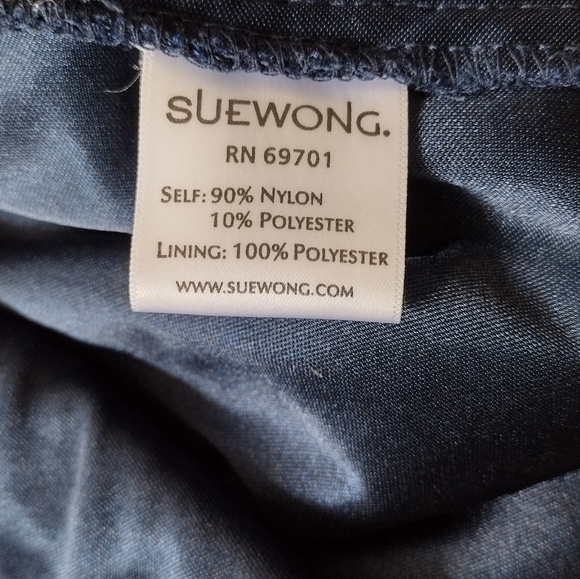 SUEWONG.
RN 69701
SELF: 90% NYLON
10% POLYESTER
LINING: 100% POLYESTER
WWW.SUEWONG.COM